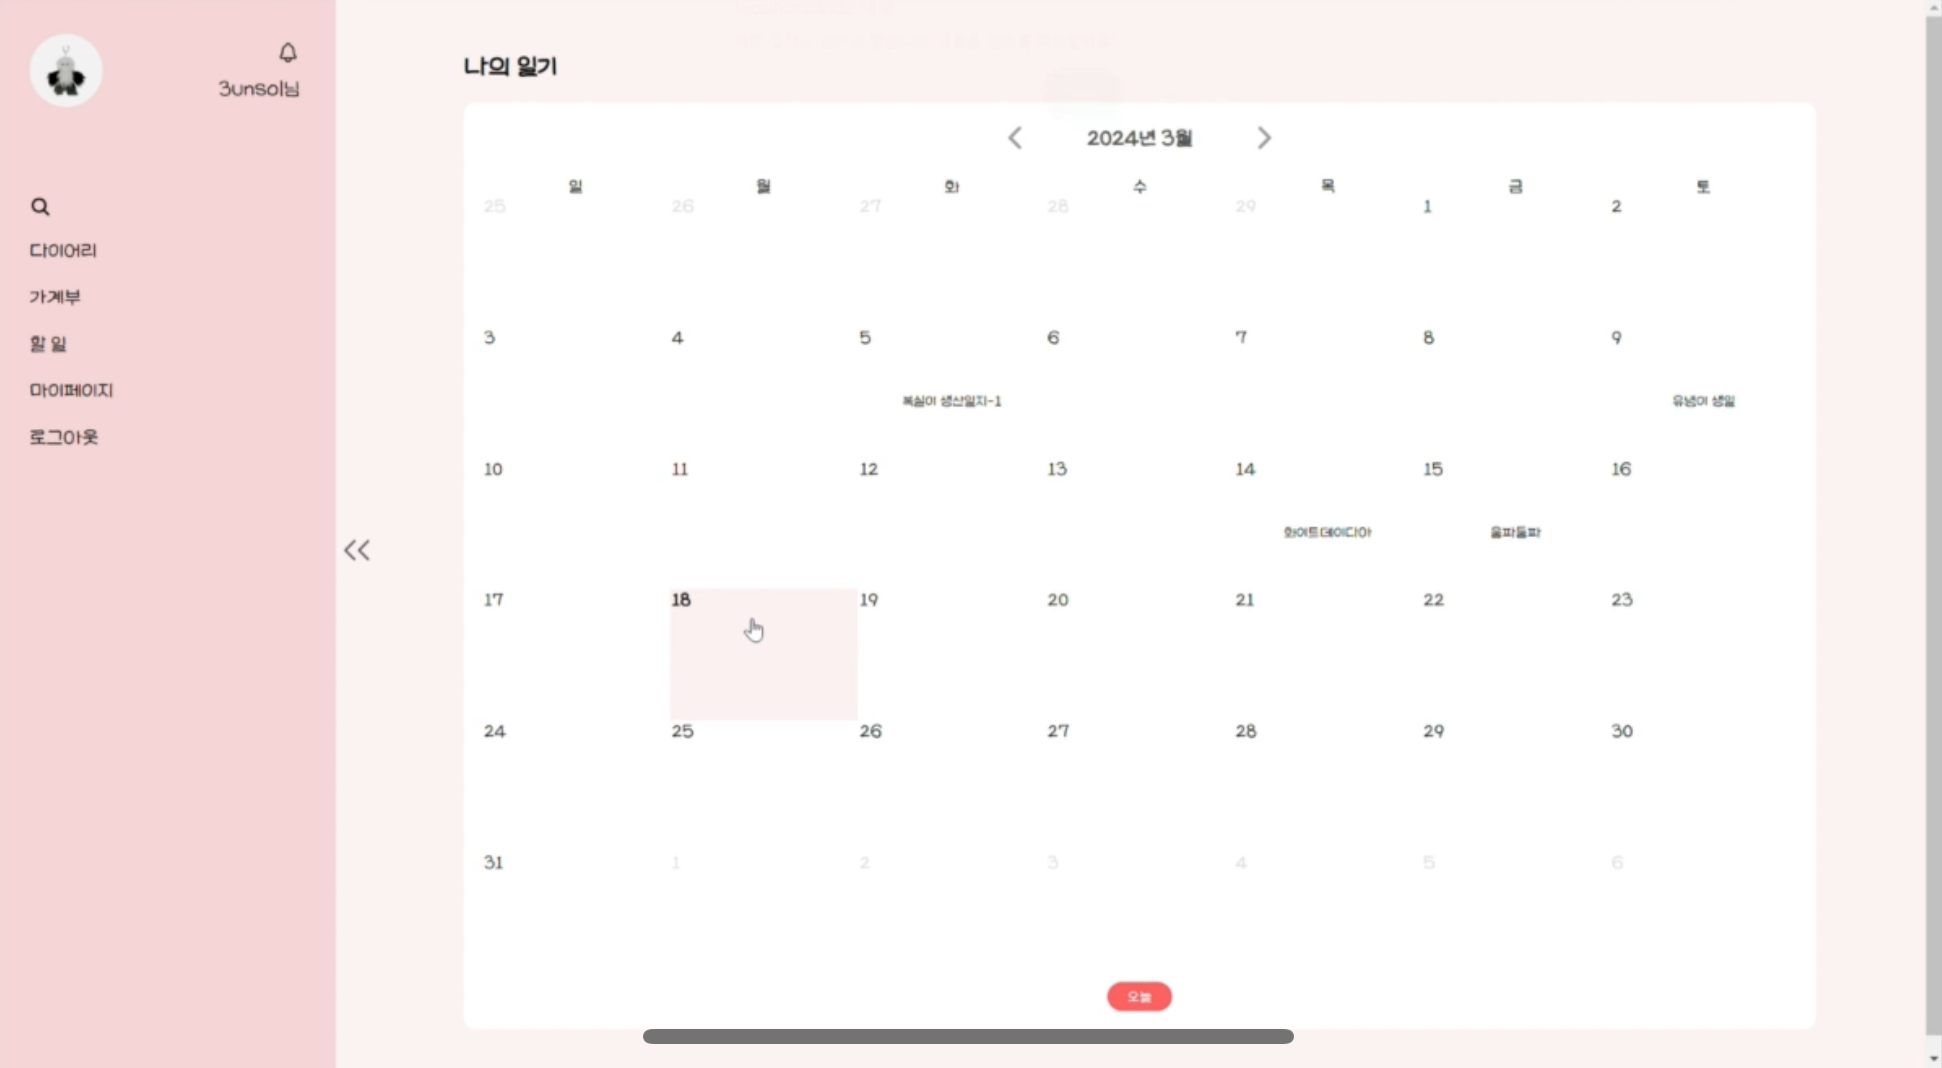 3unsol님
다이어리
가계부
할 일
마이페이지
로그아웃
나의 일기
2024년 3월
일 월 화 수 목 금 토
25 26 27 28 29 1 2
3 4 5 6 7 8 9
복실이 생산일지-1 유념이 생일
10 11 12 13 14 15 16
화이트데이다아 움파둠파
17 18 19 20 21 22 23
24 25 26 27 28 29 30
31 1 2 3 4 5 6
오늘